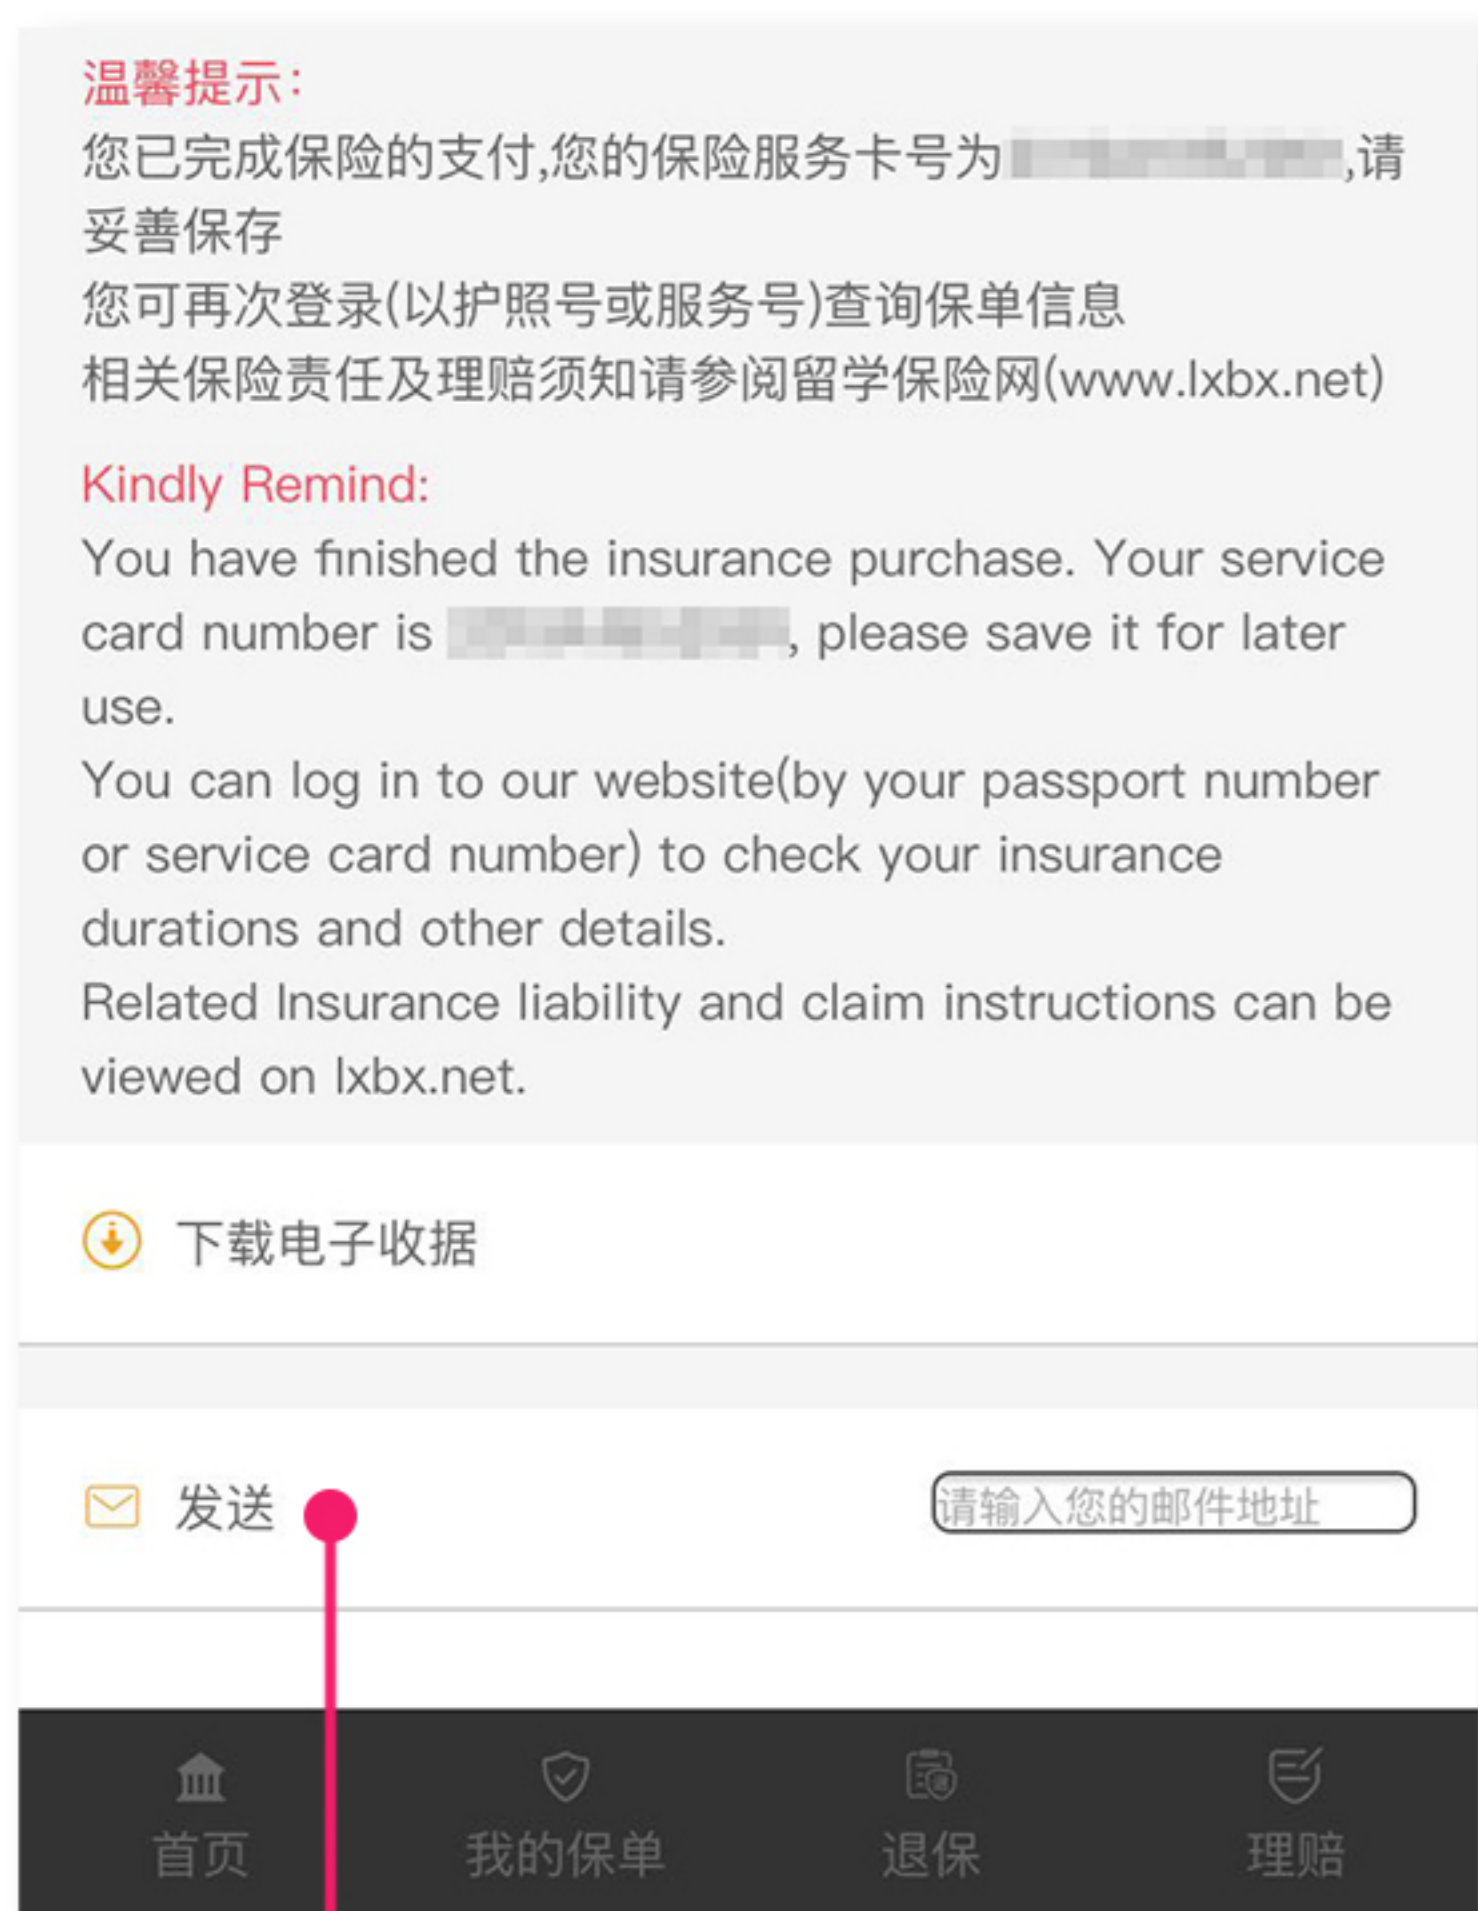 温馨提示：
您已完成保险的支付,您的保险服务卡号为 ,请
妥善保存
您可再次登录(以护照号或服务号)查询保单信息
相关保险责任及理赔须知请参阅留学保险网(www.lxbx.net)
Kindly Remind:
You have finished the insurance purchase. Your service
card number is , please save it for later
use.
You can log in to our website(by your passport number
or service card number) to check your insurance
durations and other details.
Related Insurance liability and claim instructions can be
viewed on lxbx.net.
下载电子收据
发送 请输入您的邮件地址
首页 我的保单 退保 理赔